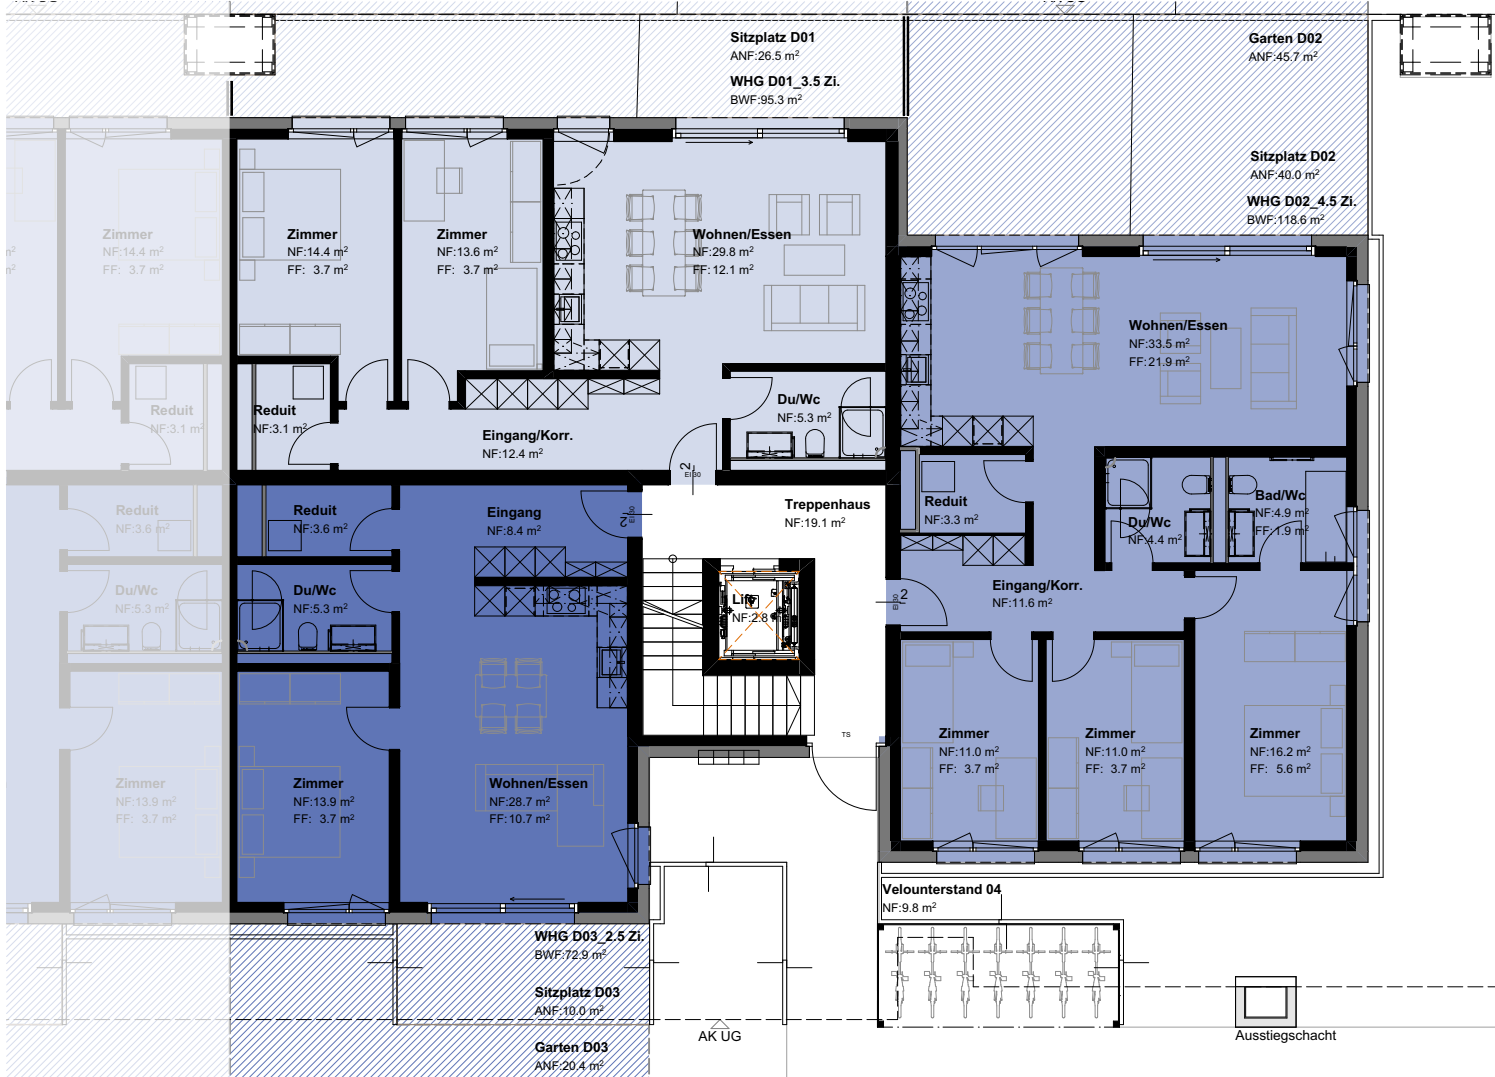 Sitzplatz D01
ANF:26.5 m²
WHG D01_3.5 Zi.
BWF:95.3 m²
Garten D02
ANF:45.7 m²
Sitzplatz D02
ANF:40.0 m²
WHG D02_4.5 Zi.
BWF:118.6 m²
Zimmer
NF:14.4 m²
FF: 3.7 m²
Zimmer
NF:14.4 m²
FF: 3.7 m²
Zimmer
NF:13.6 m²
FF: 3.7 m²
Wohnen/Essen
NF:29.8 m²
FF:12.1 m²
Wohnen/Essen
NF:33.5 m²
FF:21.9 m²
Reduit
NF:3.1 m²
Reduit
NF:3.1 m²
Eingang/Korr.
NF:12.4 m²
Du/Wc
NF:5.3 m²
2
EI 30
Reduit
NF:3.6 m²
Reduit
NF:3.6 m²
Eingang
NF:8.4 m²
2
EI 30
Treppenhaus
NF:19.1 m²
Reduit
NF:3.3 m²
Du/Wc
NF:4.4 m²
Bad/Wc
NF:4.9 m²
FF:1.9 m²
Du/Wc
NF:5.3 m²
Du/Wc
NF:5.3 m²
Lift
NF:2.8 m
2
EI 30
Eingang/Korr.
NF:11.6 m²
Zimmer
NF:13.9 m²
FF: 3.7 m²
Zimmer
NF:13.9 m²
FF: 3.7 m²
Wohnen/Essen
NF:28.7 m²
FF:10.7 m²
TS
Zimmer
NF:11.0 m²
FF: 3.7 m²
Zimmer
NF:11.0 m²
FF: 3.7 m²
Zimmer
NF:16.2 m²
FF: 5.6 m²
Velounterstand 04
NF:9.8 m²
WHG D03_2.5 Zi.
BWF:72.9 m²
Sitzplatz D03
ANF:10.0 m²
Garten D03
ANF:20.4 m²
AK UG
Ausstiegschacht